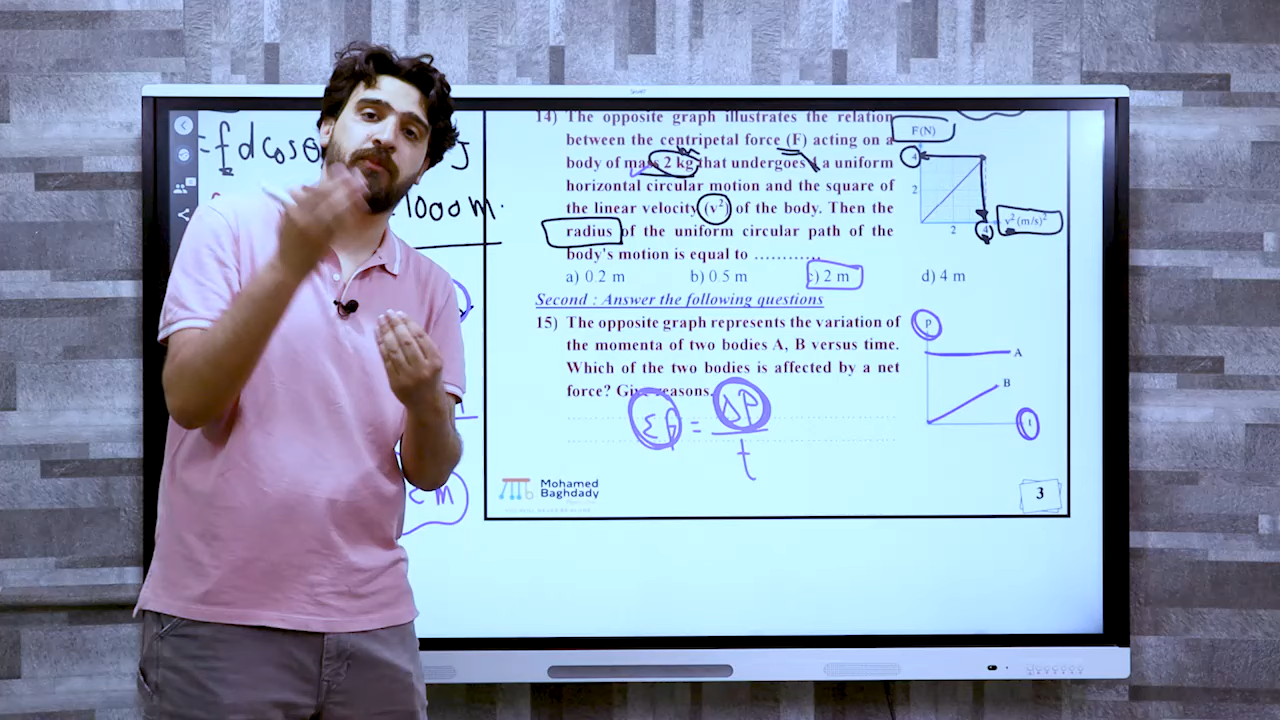 SMART
= f d cos θ
J
= 1000 m.
14) The opposite graph illustrates the relation
between the centripetal force (F) acting on a
body of mass 2 kg that undergoes a uniform
horizontal circular motion and the square of
the linear velocity (v²) of the body. Then the
radius of the uniform circular path of the
body's motion is equal to ............
a) 0.2 m b) 0.5 m c) 2 m d) 4 m
F(N)
4
2
2
4
v² (m/s)²
Second : Answer the following questions
15) The opposite graph represents the variation of
the momenta of two bodies A, B versus time.
Which of the two bodies is affected by a net
force? Give reasons.
P
A
B
t
= ΔP
t
Mohamed
Baghdady
3
m